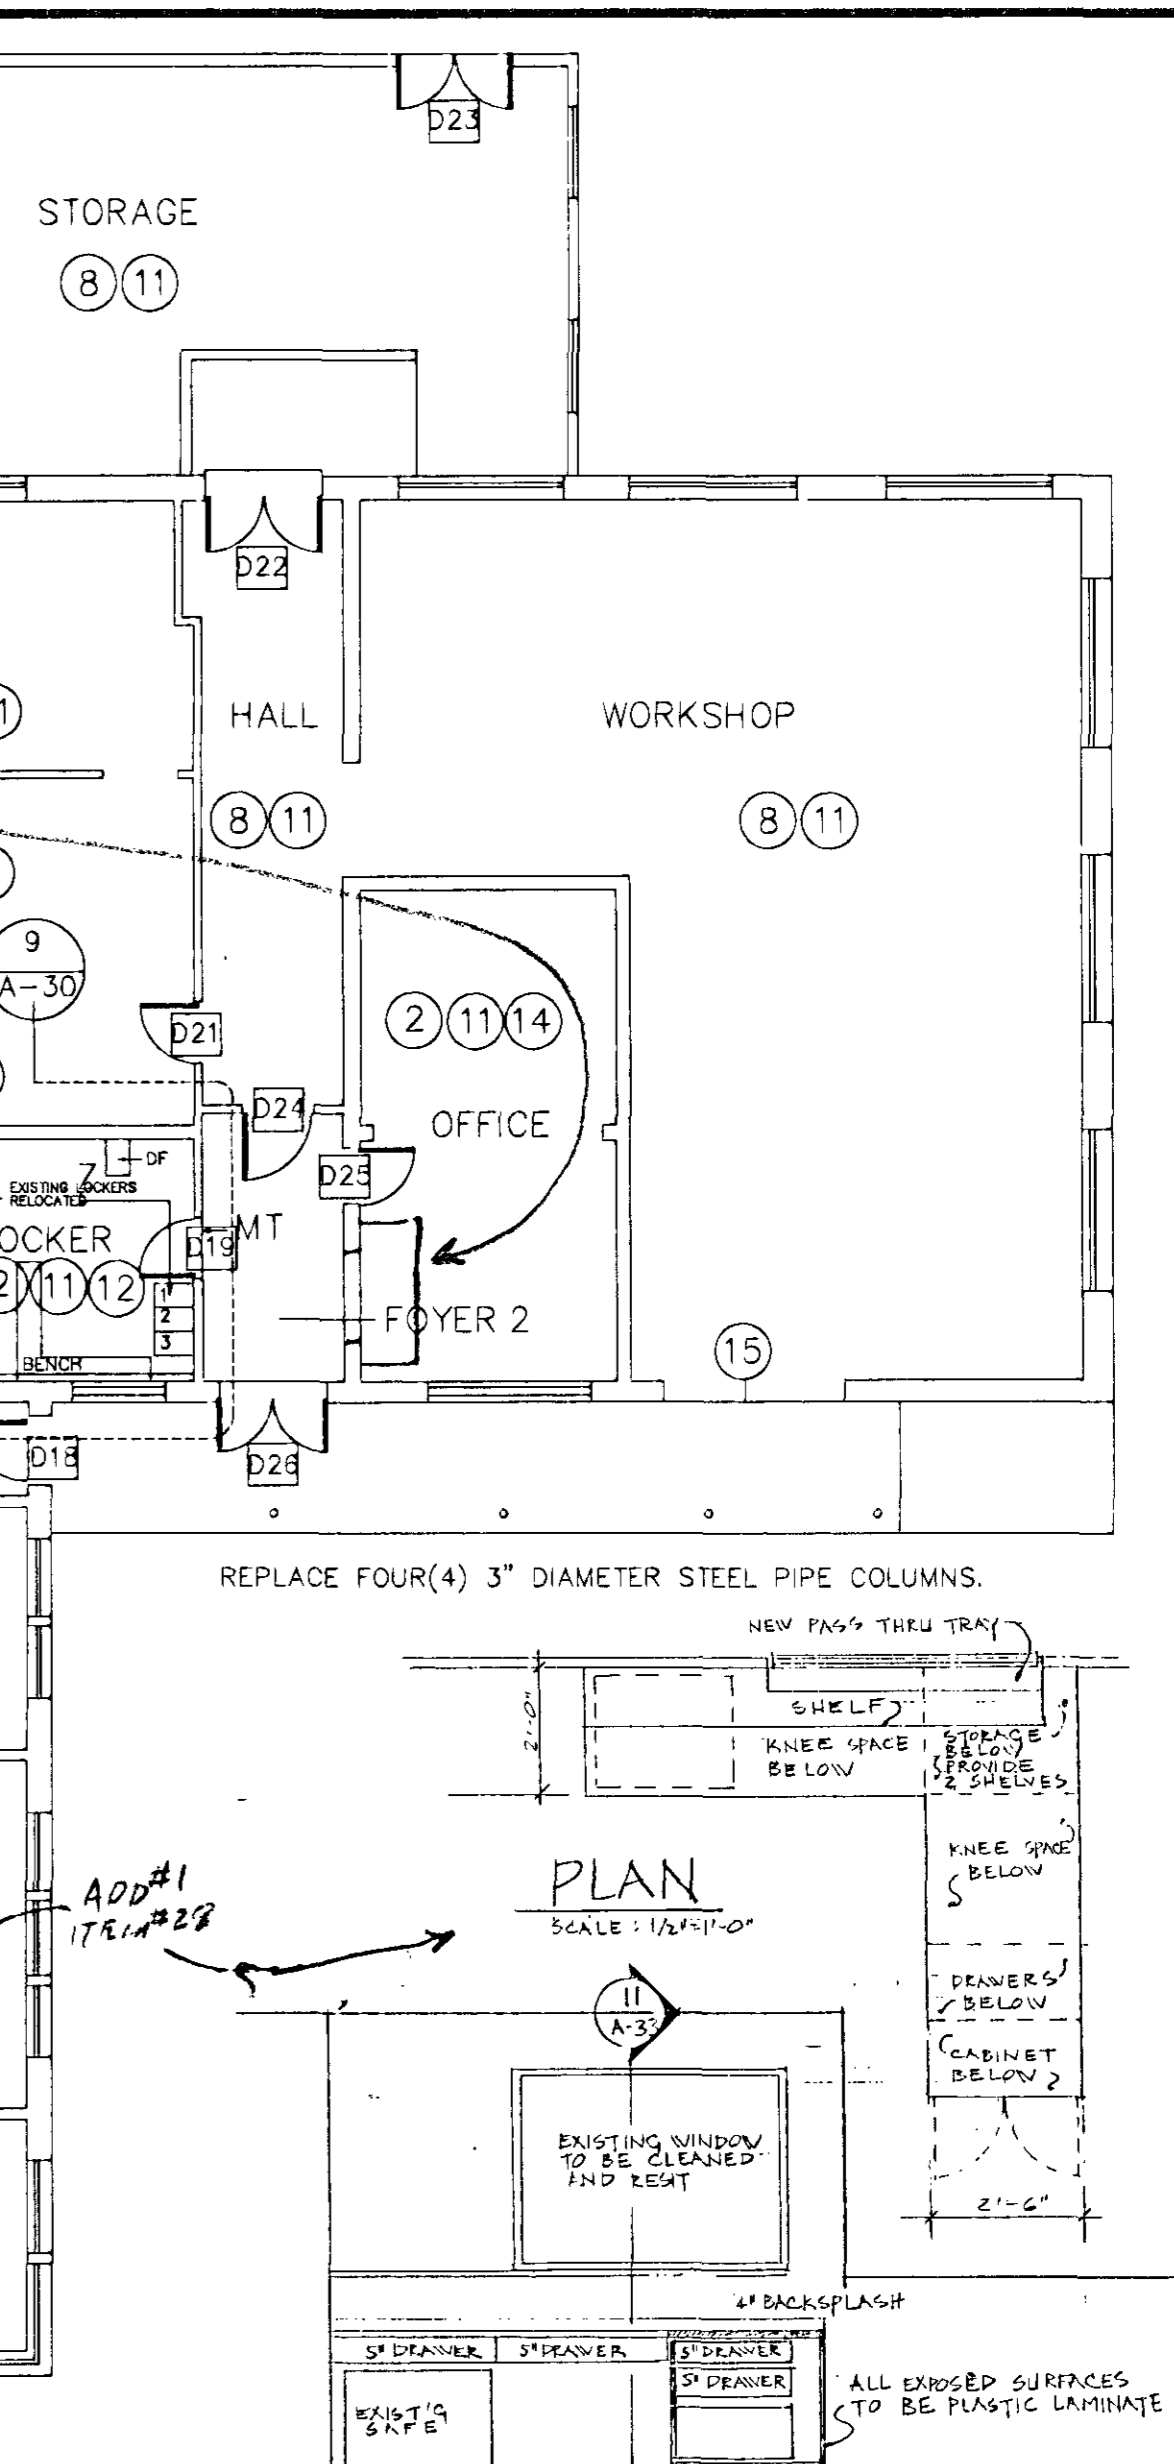 D23
STORAGE
8 11
D22
HALL
WORKSHOP
8 11
8 11
9
A-30
D21
2 11 14
D24
OFFICE
DF
D25
EXISTING LOCKERS
RELOCATED
MT
OCKER
D19
2 11 12
1
2
3
FOYER 2
BENCH
15
D18
D26
REPLACE FOUR(4) 3" DIAMETER STEEL PIPE COLUMNS.
NEW PASS THRU TRAY
2'-0"
SHELF
KNEE SPACE
BELOW
STORAGE
BELOW
PROVIDE
2 SHELVES
KNEE SPACE
BELOW
PLAN
SCALE: 1/2"=1'-0"
ADD #1
ITEM #28
DRAWERS
BELOW
11
A-33
CABINET
BELOW
EXISTING WINDOW
TO BE CLEANED
AND RESIT
2'-6"
4" BACKSPLASH
5" DRAWER 5" DRAWER 5" DRAWER
5" DRAWER
EXIST'G
SAFE
ALL EXPOSED SURFACES
TO BE PLASTIC LAMINATE